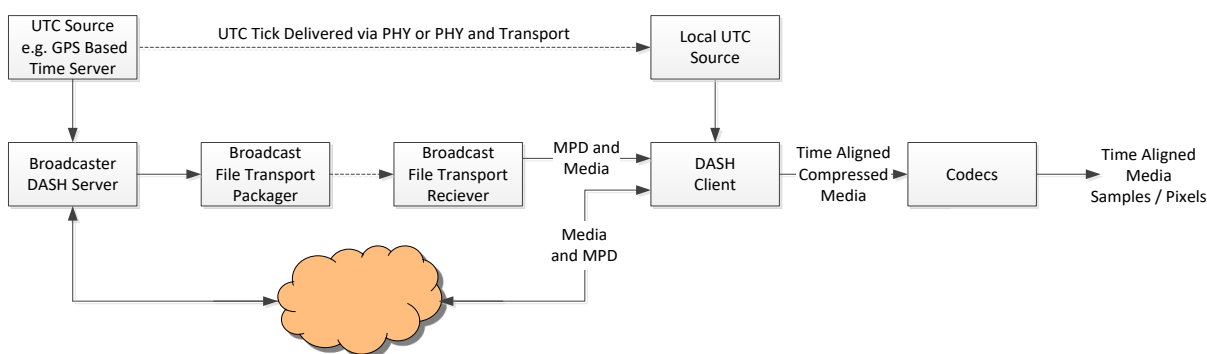 UTC Source
e.g. GPS Based
Time Server
UTC Tick Delivered via PHY or PHY and Transport
Local UTC
Source
Broadcaster
DASH Server
Broadcast
File Transport
Packager
Broadcast
File Transport
Reciever
MPD and
Media
DASH
Client
Time Aligned
Compressed
Media
Codecs
Time Aligned
Media
Samples / Pixels
Media
and MPD